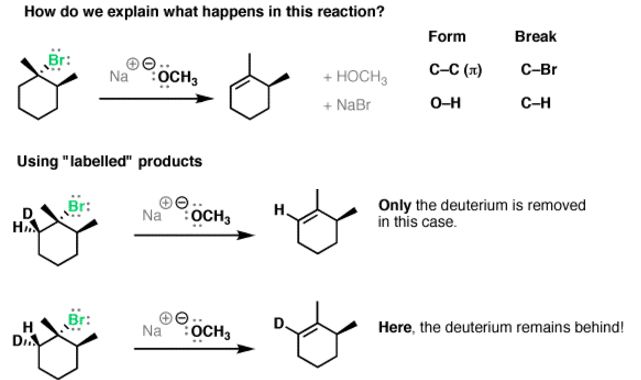 How do we explain what happens in this reaction?
Form Break
Br:
Na ⊕ ⊖ :OCH₃
+ HOCH₃
+ NaBr
C–C (π) C–Br
O–H C–H
Using "labelled" products
D
H
Br:
Na ⊕ ⊖ :OCH₃
H
Only the deuterium is removed
in this case.
H
D
Br:
Na ⊕ ⊖ :OCH₃
D
Here, the deuterium remains behind!